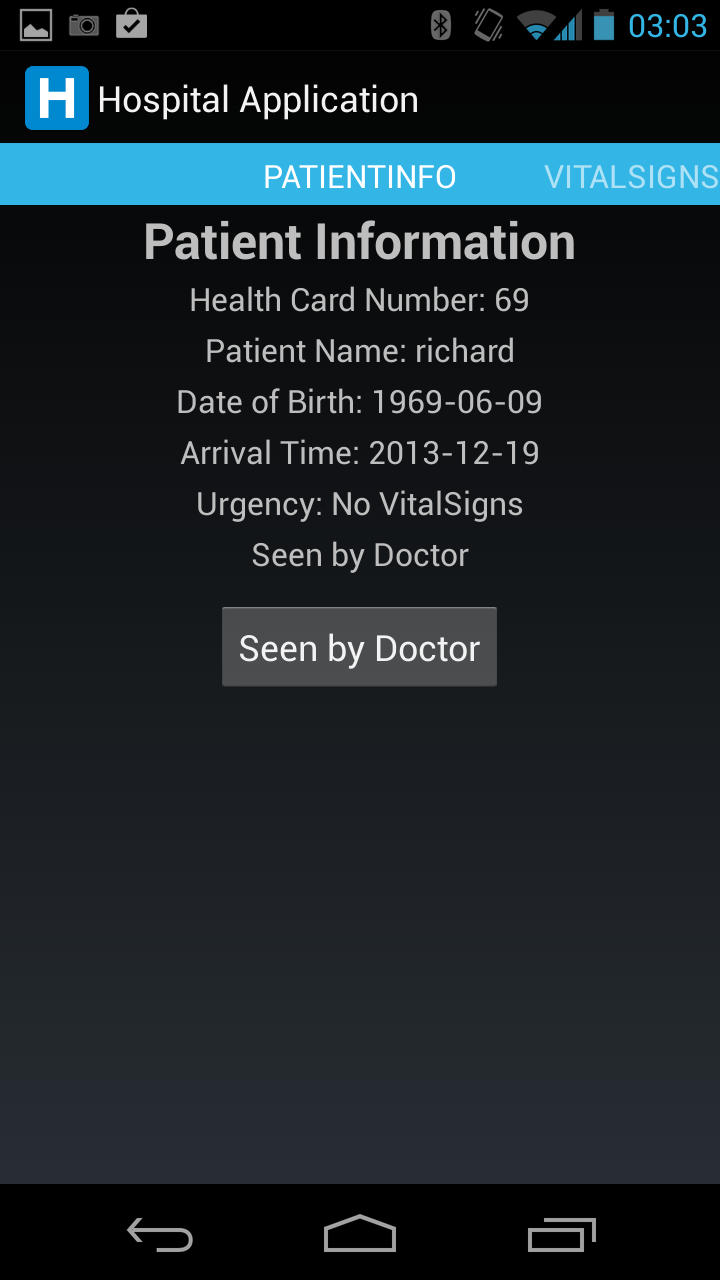 03:03
H Hospital Application
PATIENTINFO VITALSIGNS
Patient Information
Health Card Number: 69
Patient Name: richard
Date of Birth: 1969-06-09
Arrival Time: 2013-12-19
Urgency: No VitalSigns
Seen by Doctor
Seen by Doctor